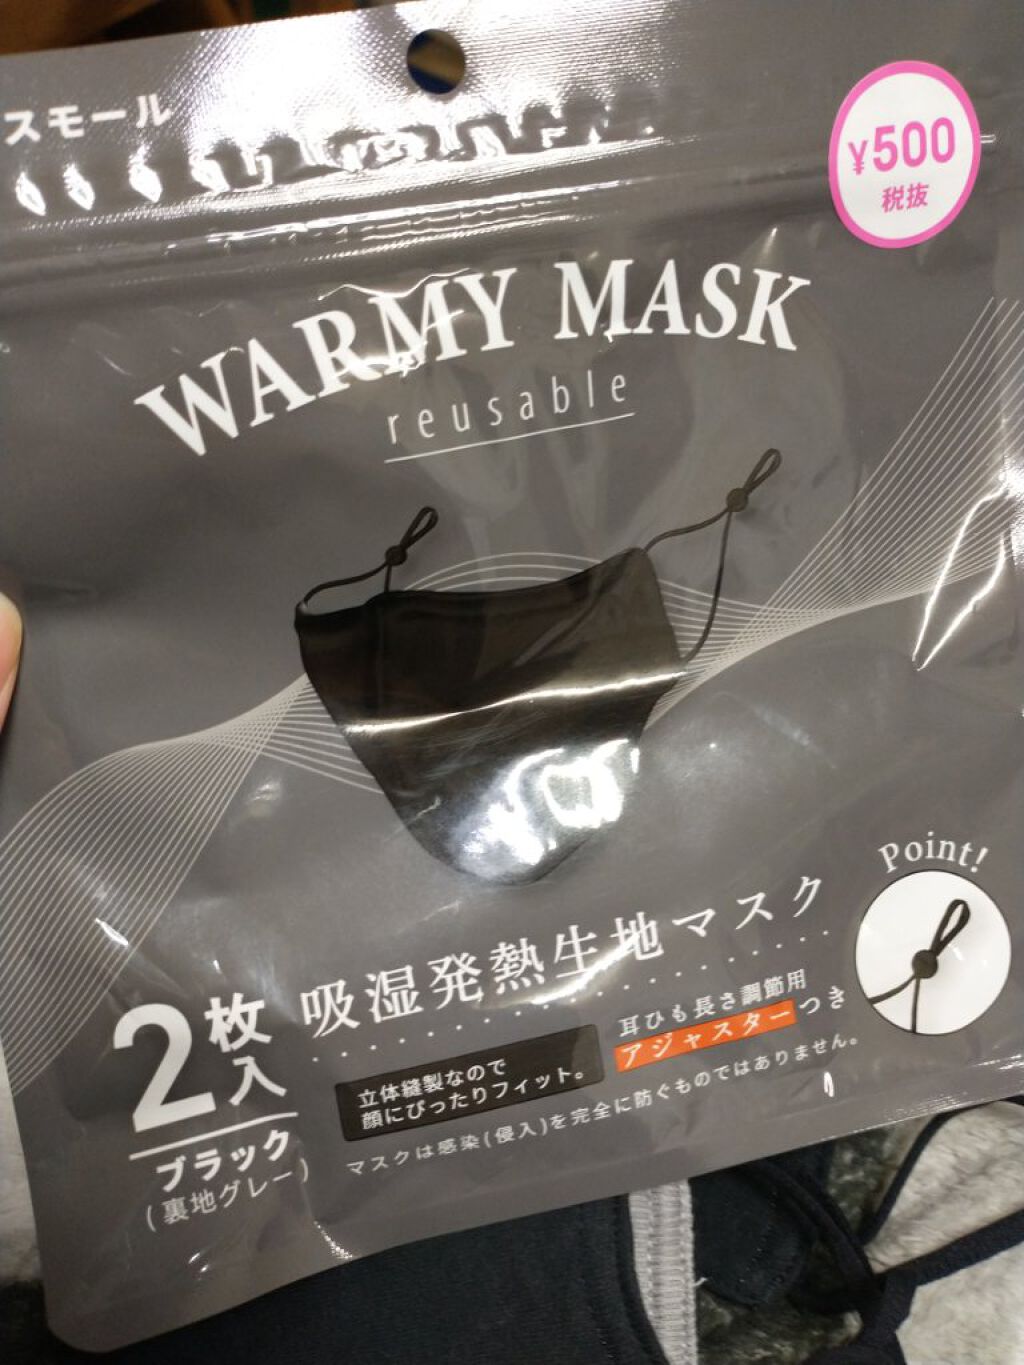 スモール
¥500
税抜
WARMY MASK
reusable
Point!
吸湿発熱生地マスク
2枚入
ブラック
(裏地グレー)
立体縫製なので
顔にぴったりフィット。
耳ひも長さ調節用
アジャスターつき
マスクは感染(侵入)を完全に防ぐものではありません。